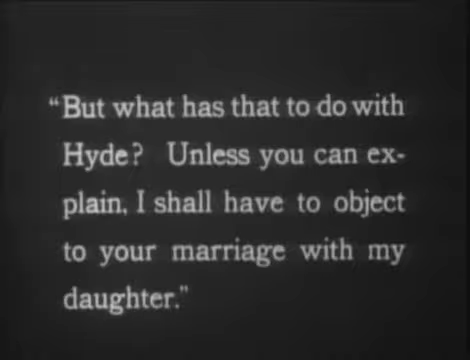 “But what has that to do with
Hyde? Unless you can ex-
plain, I shall have to object
to your marriage with my
daughter.”